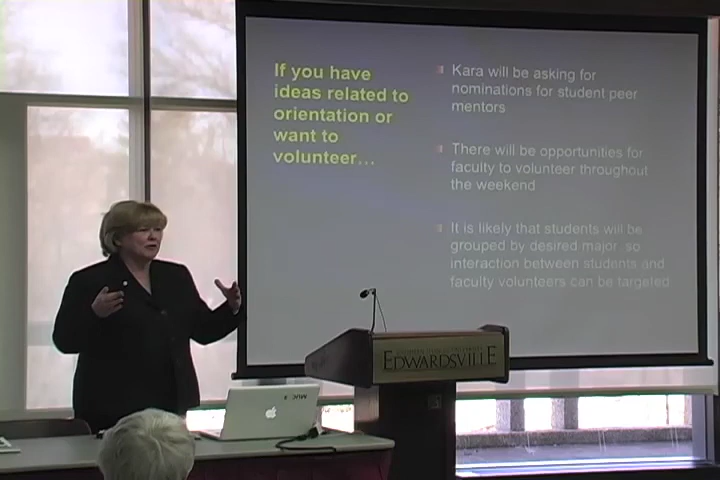 If you have
ideas related to
orientation or
want to
volunteer…
Kara will be asking for
nominations for student peer
mentors
There will be opportunities for
faculty to volunteer throughout
the weekend
It is likely that students will be
grouped by desired major, so
interaction between students and
faculty volunteers can be targeted
EDWARDSVILLE